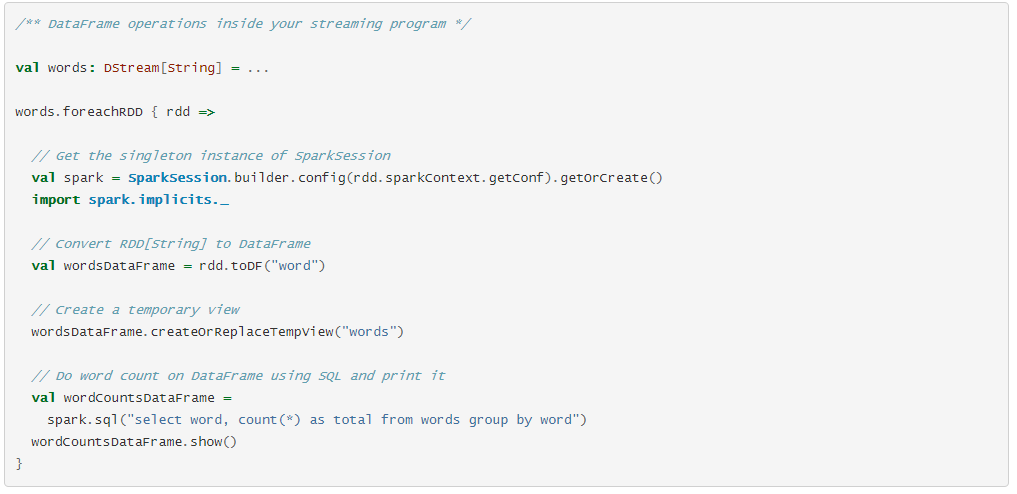 /** DataFrame operations inside your streaming program */
val words: DStream[String] = ...
words.foreachRDD { rdd =>
// Get the singleton instance of SparkSession
val spark = SparkSession.builder.config(rdd.sparkContext.getConf).getOrCreate()
import spark.implicits._
// Convert RDD[String] to DataFrame
val wordsDataFrame = rdd.toDF("word")
// Create a temporary view
wordsDataFrame.createOrReplaceTempView("words")
// Do word count on DataFrame using SQL and print it
val wordCountsDataFrame =
spark.sql("select word, count(*) as total from words group by word")
wordCountsDataFrame.show()
}